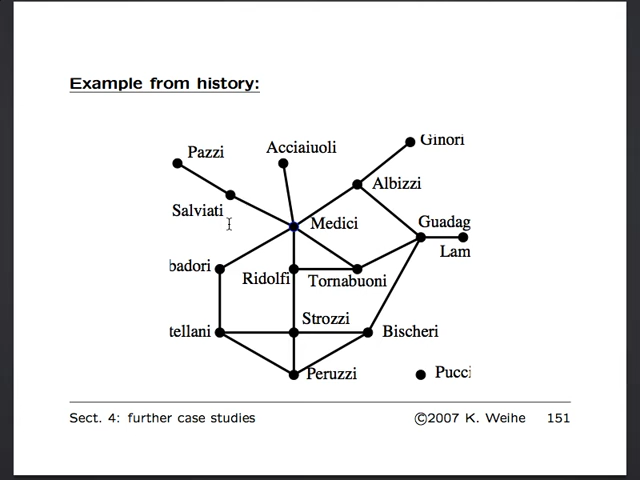 Example from history:
Ginori
Pazzi
Acciaiuoli
Albizzi
Salviati
Medici
Guadag
Lam
badori
Ridolfi
Tornabuoni
Strozzi
tellani
Bischeri
Peruzzi
Pucci
Sect. 4: further case studies ©2007 K. Weihe 151